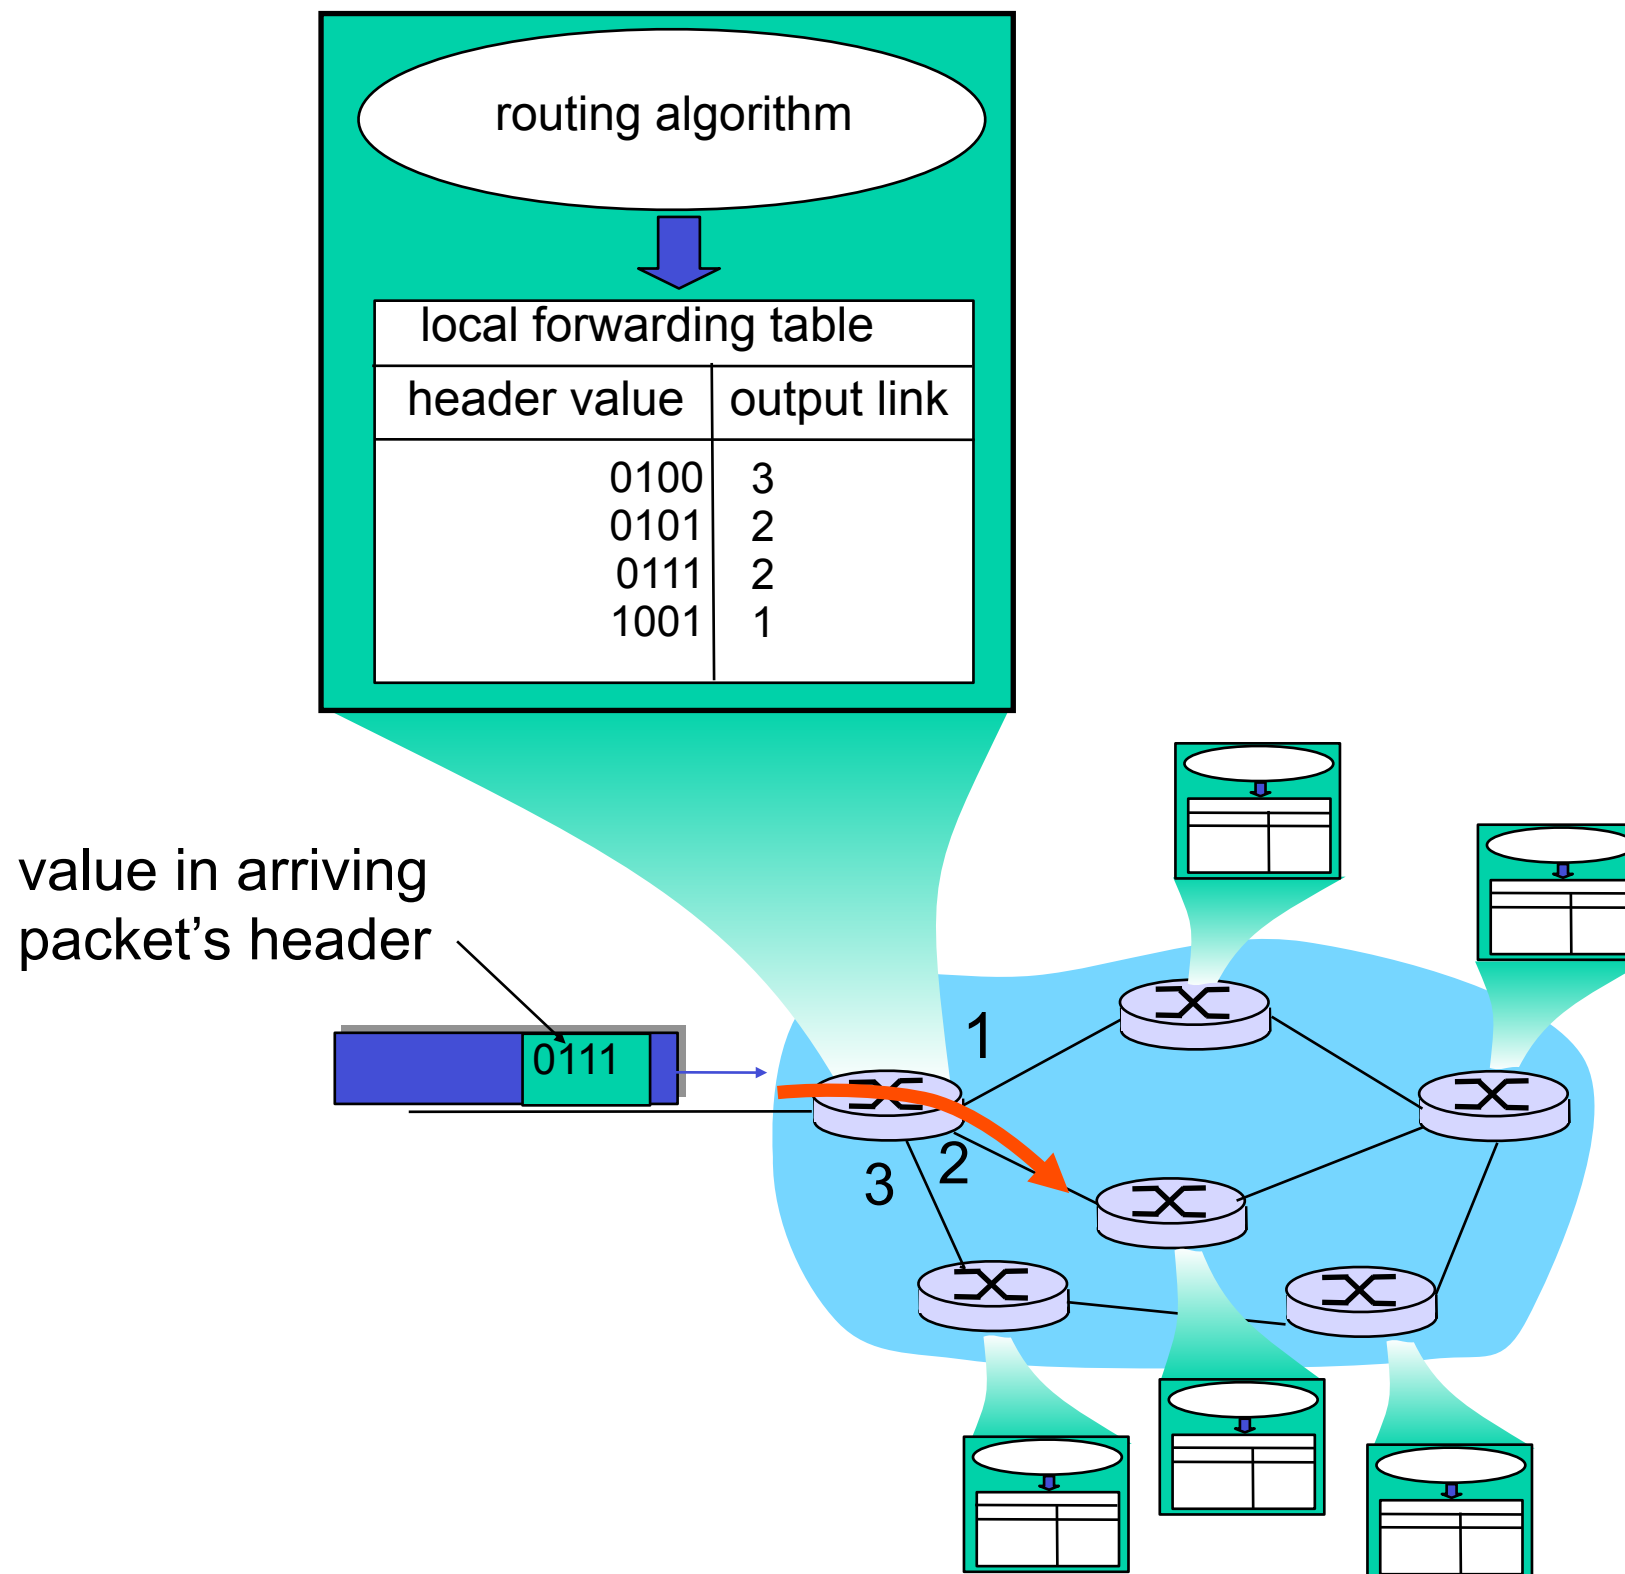 routing algorithm
local forwarding table
header value output link
0100 3
0101 2
0111 2
1001 1
value in arriving
packet’s header
0111
1
2
3